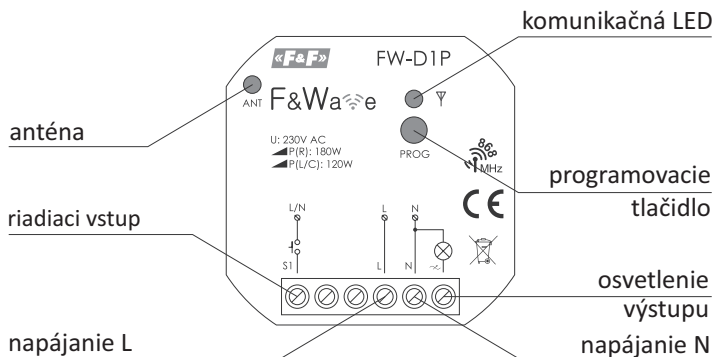 komunikačná LED
«F&F» FW-D1P
ANT F&Wave
anténa
U: 230V AC
P(R): 180W
P(L/C): 120W
PROG
868
MHz
programovacie
tlačidlo
CE
riadiaci vstup
L/N L N
S1 L N
osvetlenie
výstupu
napájanie L
napájanie N